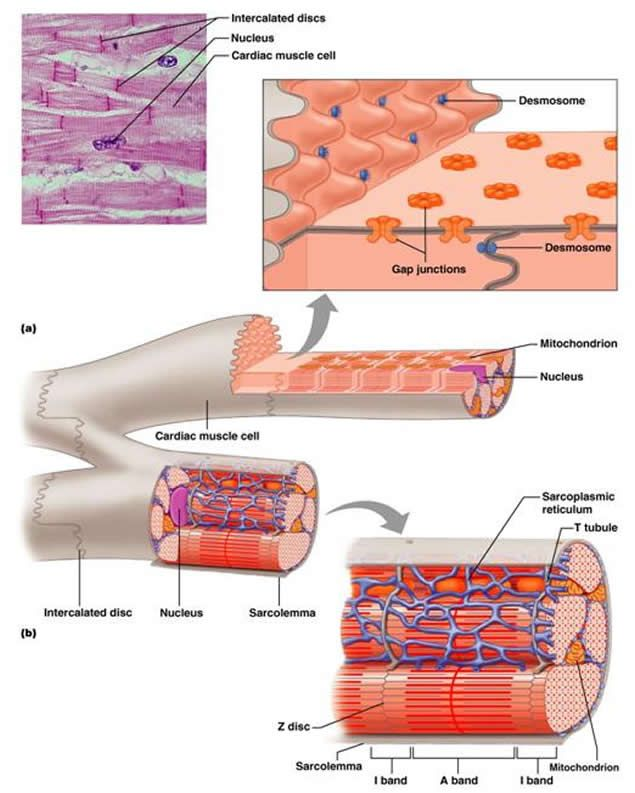 Intercalated discs
Nucleus
Cardiac muscle cell
Desmosome
Desmosome
Gap junctions
(a)
Mitochondrion
Nucleus
Cardiac muscle cell
Sarcoplasmic
reticulum
T tubule
Intercalated disc
Nucleus
Sarcolemma
(b)
Z disc
Sarcolemma
Mitochondrion
I band
A band
I band